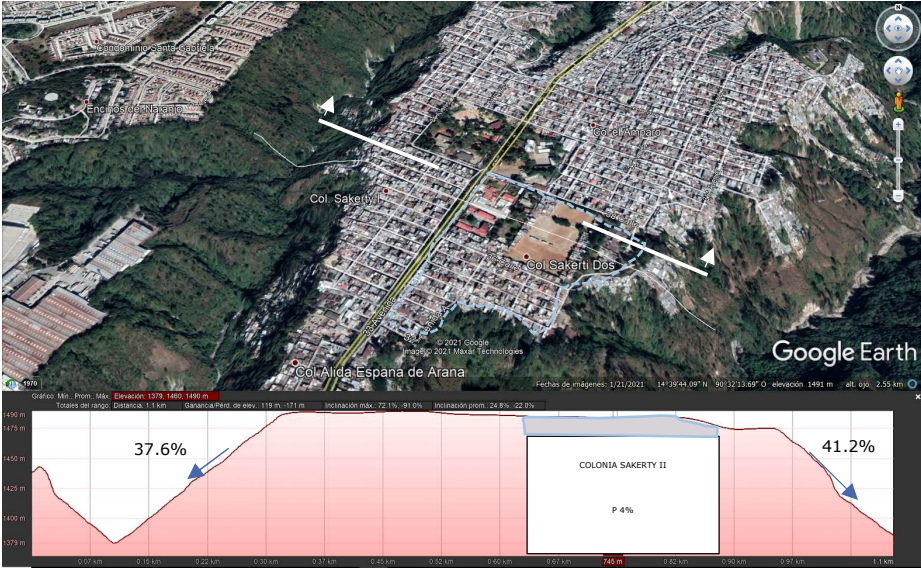 N
Condominio Santa Gabriela
Encinos del Naranjo
Col el Amparo
Col. Sakerty I
Col Sakerti Dos
© 2021 Google
Image © 2021 Maxar Technologies
Google Earth
Col Alida Espana de Arana
1970
Fechas de imágenes: 1/21/2021 14°39'44.09" N 90°32'13.69" O elevación 1491 m alt. ojo 2.55 km
Gráfico: Mín., Prom., Máx. Elevación: 1379, 1460, 1490 m
Totales del rango: Distancia: 1.1 km Ganancia/Pérd. de elev.: 119 m, -171 m Inclinación máx.: 72.1%, -91.0% Inclinación prom.: 24.8%, -22.0%
1490 m
1475 m
1450 m
1425 m
1400 m
1379 m
37.6%
41.2%
COLONIA SAKERTY II
P 4%
0.07 km 0.15 km 0.22 km 0.30 km 0.37 km 0.45 km 0.52 km 0.60 km 0.67 km 745 m 0.82 km 0.90 km 0.97 km 1.1 km